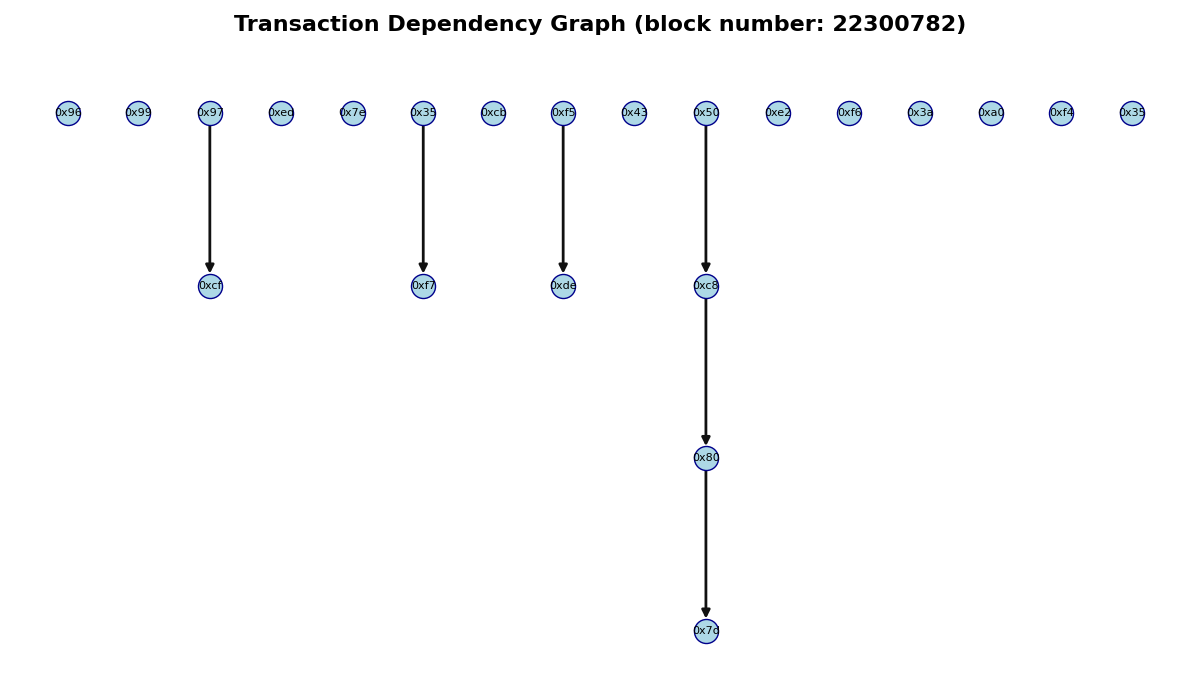 Transaction Dependency Graph (block number: 22300782)
0x96 0x99 0x97 0xed 0x7e 0x35 0xcb 0xf5 0x43 0x50 0xe2 0xf6 0x3a 0xa0 0xf4 0x35
0xcf 0xf7 0xde 0xc8
0x80
0x7d